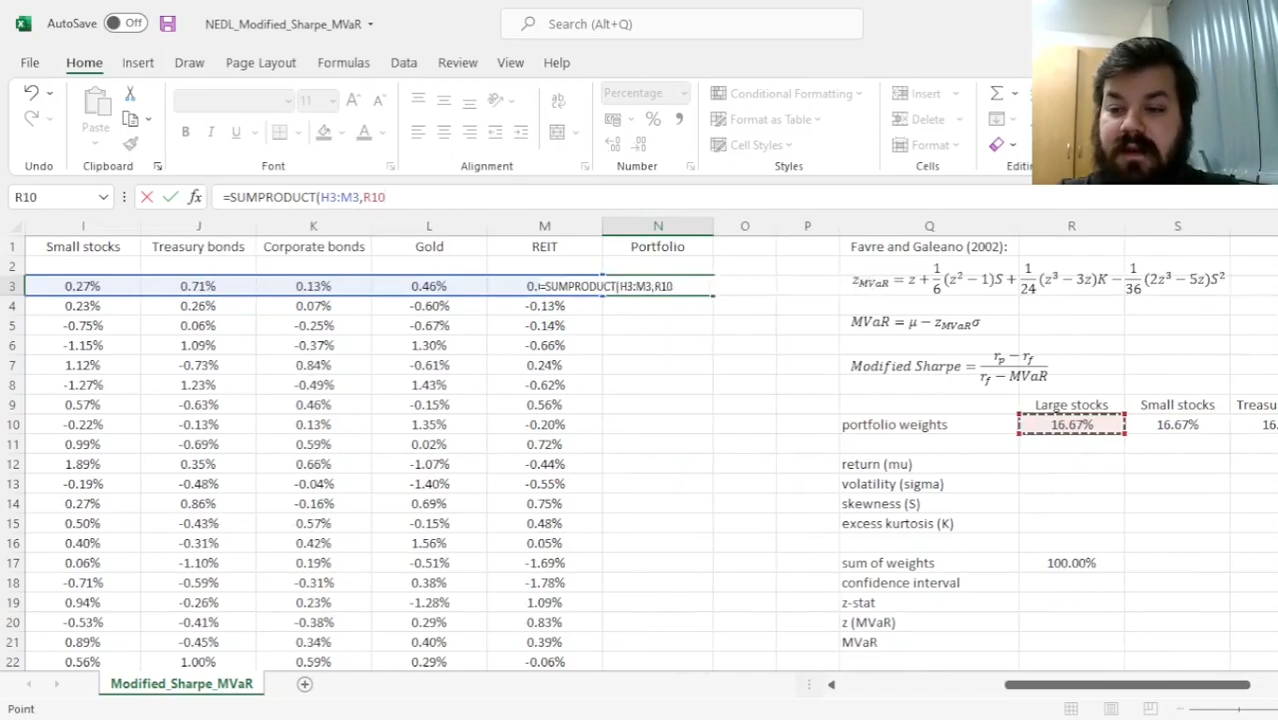 AutoSave Off NEDL_Modified_Sharpe_MVaR Search (Alt+Q)
File Home Insert Draw Page Layout Formulas Data Review View Help
11 Percentage Conditional Formatting Insert
Paste B I U Format as Table Delete
Cell Styles Format
Undo Clipboard Font Alignment Number Styles Cells
R10 fx =SUMPRODUCT(H3:M3,R10
I J K L M N O P Q R S
1 Small stocks Treasury bonds Corporate bonds Gold REIT Portfolio Favre and Galeano (2002):
2 z_MVaR = z + 1/6 (z² − 1)S + 1/24 (z³ − 3z)K − 1/36 (2z³ − 5z)S²
3 0.27% 0.71% 0.13% 0.46% =SUMPRODUCT(H3:M3,R10
4 0.23% 0.26% 0.07% -0.60% -0.13%
5 -0.75% 0.06% -0.25% -0.67% -0.14% MVaR = μ − z_MVaR σ
6 -1.15% 1.09% -0.37% 1.30% -0.66%
7 1.12% -0.73% 0.84% -0.61% 0.24% Modified Sharpe = (r_p − r_f) / (r_f − MVaR)
8 -1.27% 1.23% -0.49% 1.43% -0.62%
9 0.57% -0.63% 0.46% -0.15% 0.56% Large stocks Small stocks
10 -0.22% -0.13% 0.13% 1.35% -0.20% portfolio weights 16.67% 16.67%
11 0.99% -0.69% 0.59% 0.02% 0.72%
12 1.89% 0.35% 0.66% -1.07% -0.44% return (mu)
13 -0.19% -0.48% -0.04% -1.40% -0.55% volatility (sigma)
14 0.27% 0.86% -0.16% 0.69% 0.75% skewness (S)
15 0.50% -0.43% 0.57% -0.15% 0.48% excess kurtosis (K)
16 0.40% -0.31% 0.42% 1.56% 0.05%
17 0.06% -1.10% 0.19% -0.51% -1.69% sum of weights 100.00%
18 -0.71% -0.59% -0.31% 0.38% -1.78% confidence interval
19 0.94% -0.26% 0.23% -1.28% 1.09% z-stat
20 -0.53% -0.41% -0.38% 0.29% 0.83% z (MVaR)
21 0.89% -0.45% 0.34% 0.40% 0.39% MVaR
22 0.56% 1.00% 0.59% 0.29% -0.06%
Modified_Sharpe_MVaR
Point